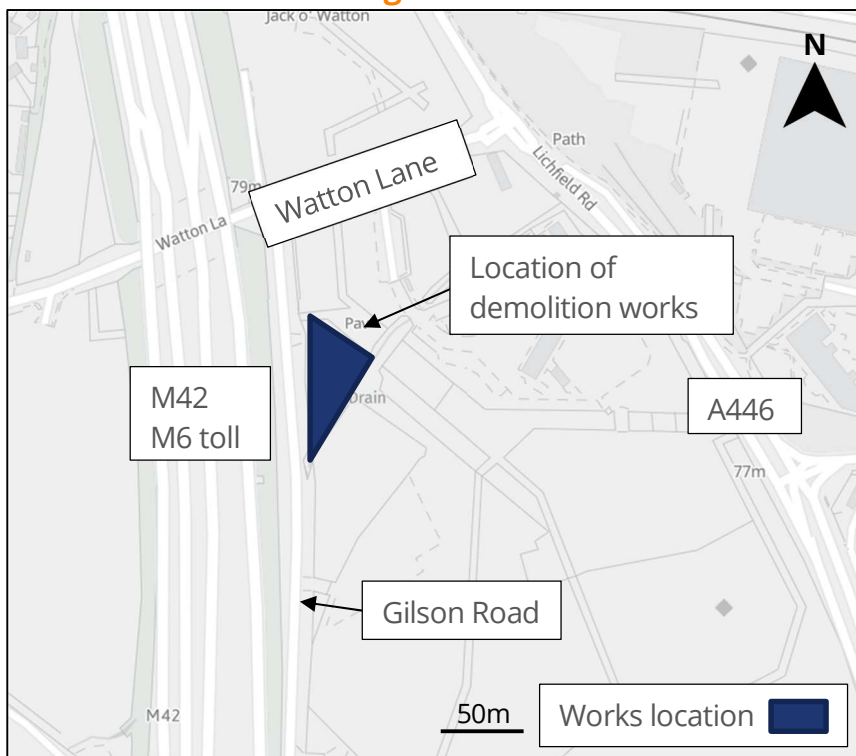 Jack o' Watton
N
Path
Lichfield Rd
79m
Watton Lane
Watton La
Location of
demolition works
Drain
M42
M6 toll
A446
77m
Gilson Road
M42
50m
Works location